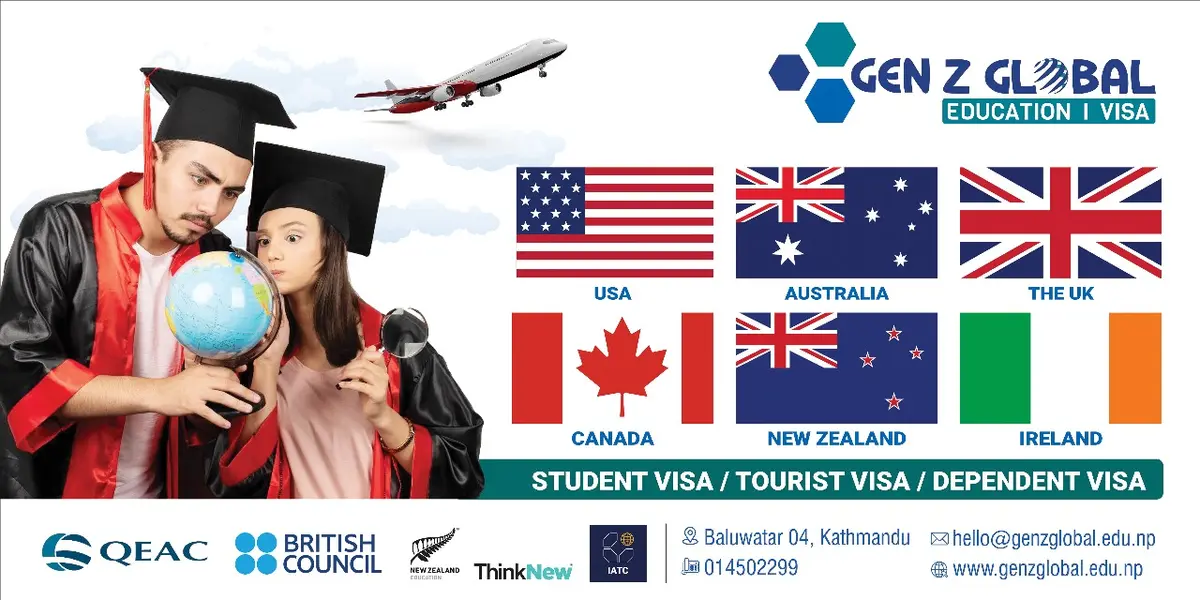 GEN Z GLOBAL
EDUCATION | VISA
USA
AUSTRALIA
THE UK
CANADA
NEW ZEALAND
IRELAND
STUDENT VISA / TOURIST VISA / DEPENDENT VISA
QEAC
BRITISH
COUNCIL
NEW ZEALAND
EDUCATION
ThinkNew
IATC
Baluwatar 04, Kathmandu
014502299
hello@genzglobal.edu.np
www.genzglobal.edu.np